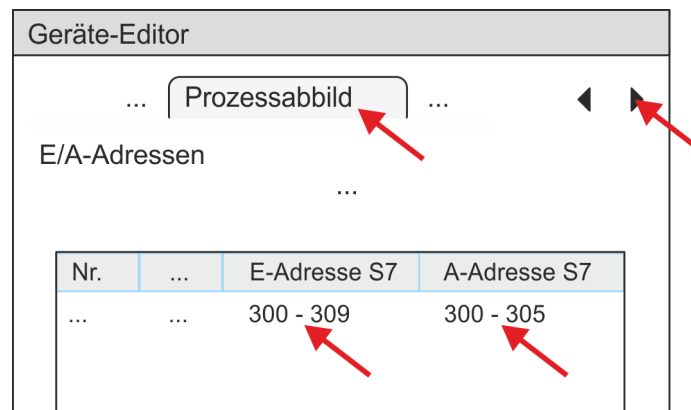 Geräte-Editor
... Prozessabbild ...
E/A-Adressen
...
Nr. ... E-Adresse S7 A-Adresse S7
... ... 300 - 309 300 - 305